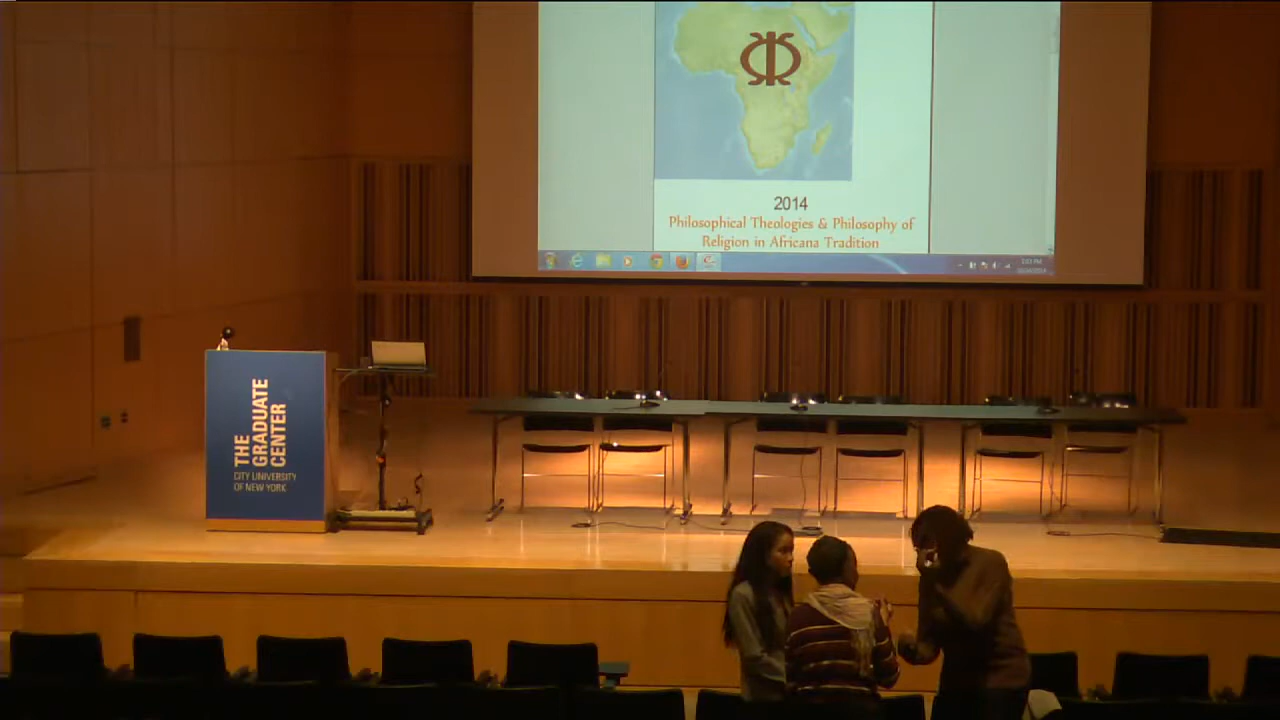 2014
Philosophical Theologies & Philosophy of
Religion in Africana Tradition
THE
GRADUATE
CENTER
CITY UNIVERSITY
OF NEW YORK